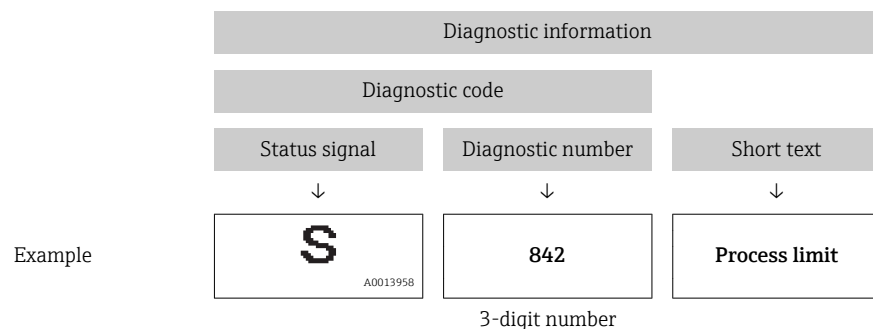 Diagnostic information
Diagnostic code
Status signal Diagnostic number Short text
↓ ↓ ↓
Example S 842 Process limit
A0013958
3-digit number